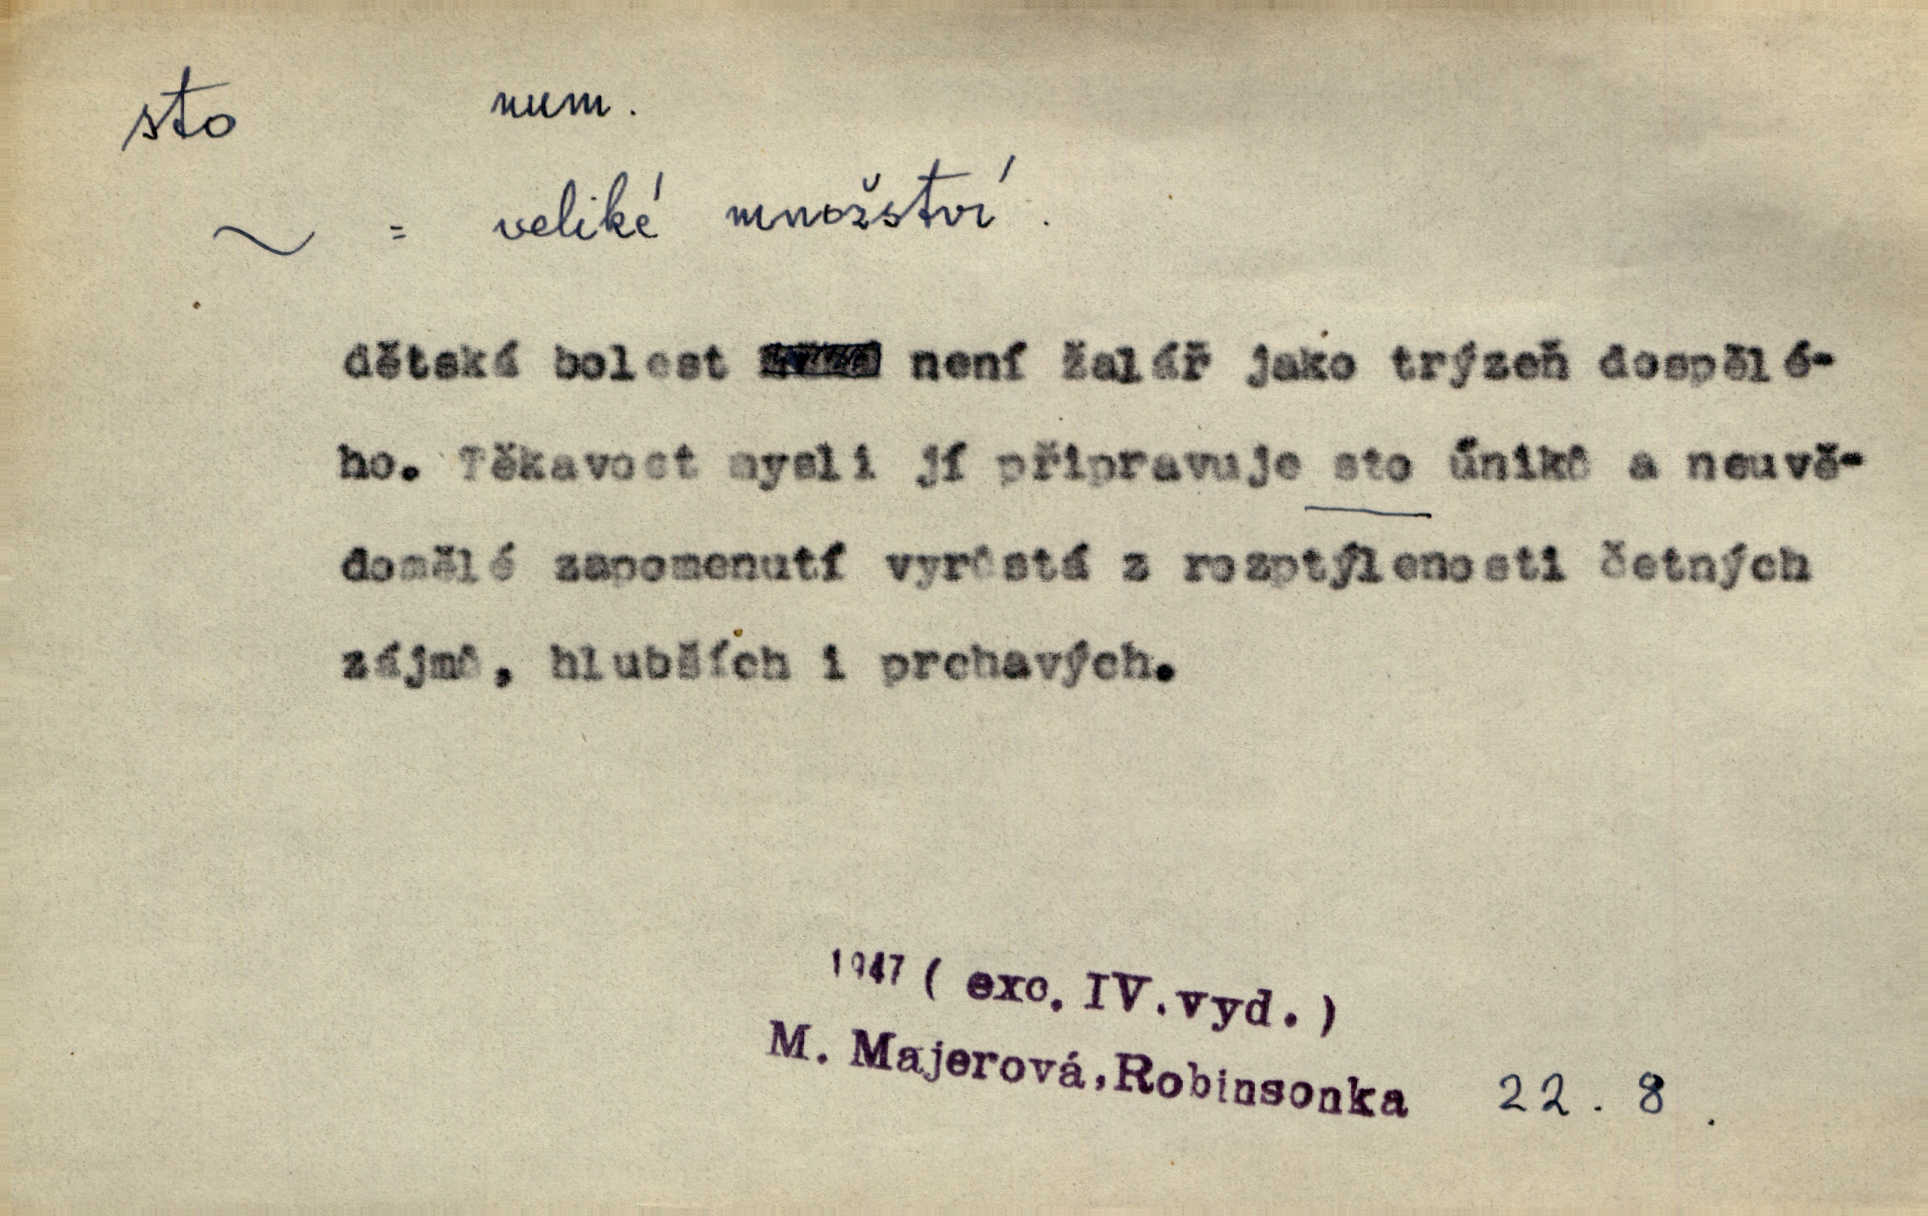 sto num.
~ = veliké množství.
dětská bolest není žalář jako trýzeň dospělé-
ho. Těkavost mysli jí připravuje sto úniků a neuvě-
domělé zapomenutí vyrůstá z rozptýlenosti četných
zájmů, hlubších i prchavých.
1947 ( exc. IV. vyd. )
M. Majerová, Robinsonka 22. 8.